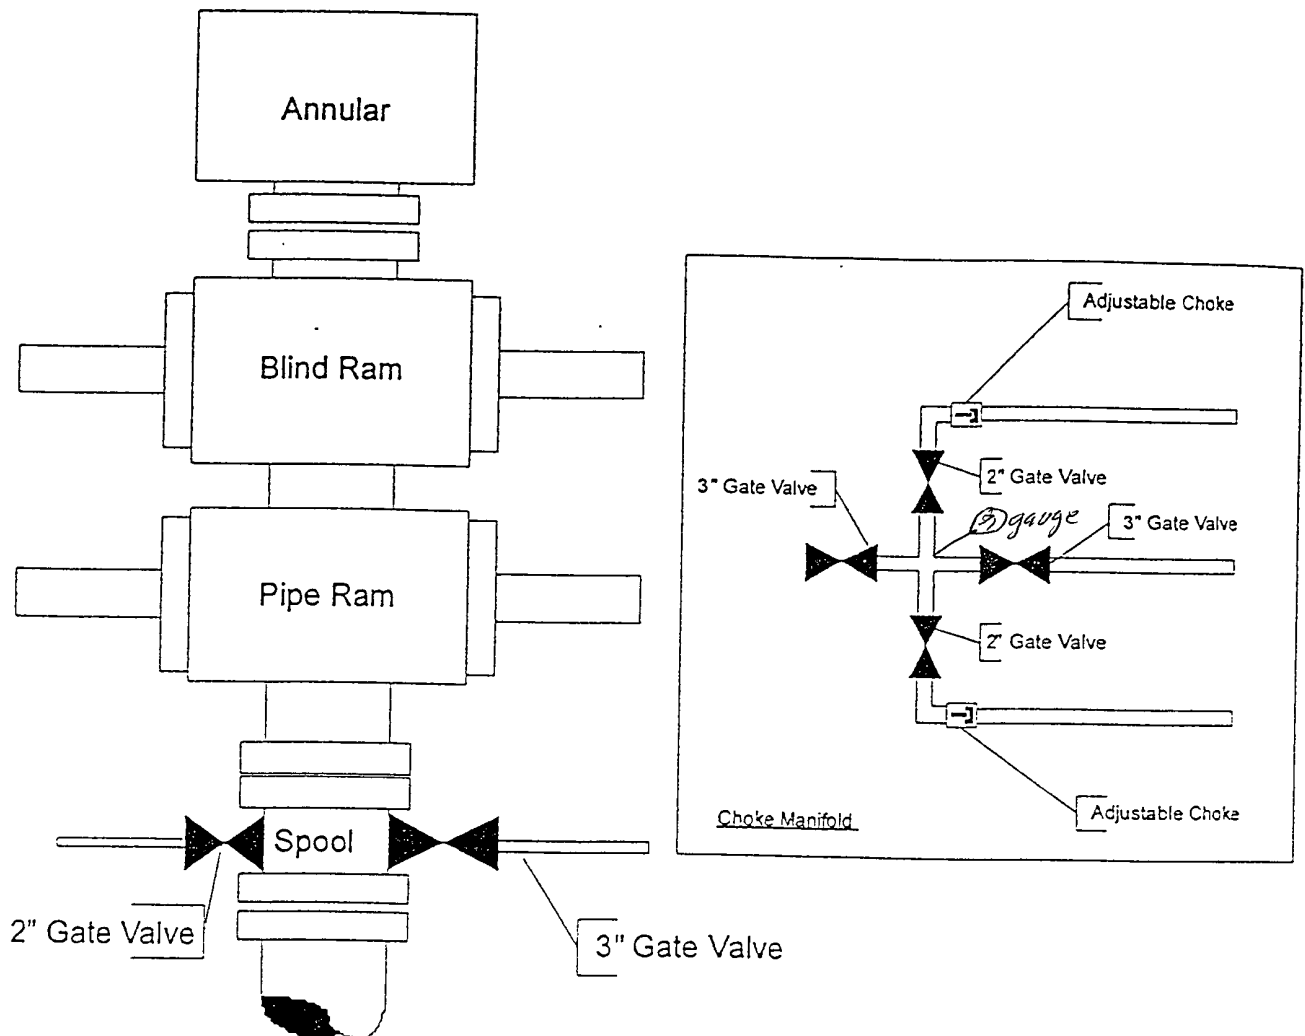 Annular
Blind Ram
Pipe Ram
Spool
2" Gate Valve
3" Gate Valve
Adjustable Choke
2" Gate Valve
3" Gate Valve
gauge
3" Gate Valve
2" Gate Valve
Adjustable Choke
Choke Manifold